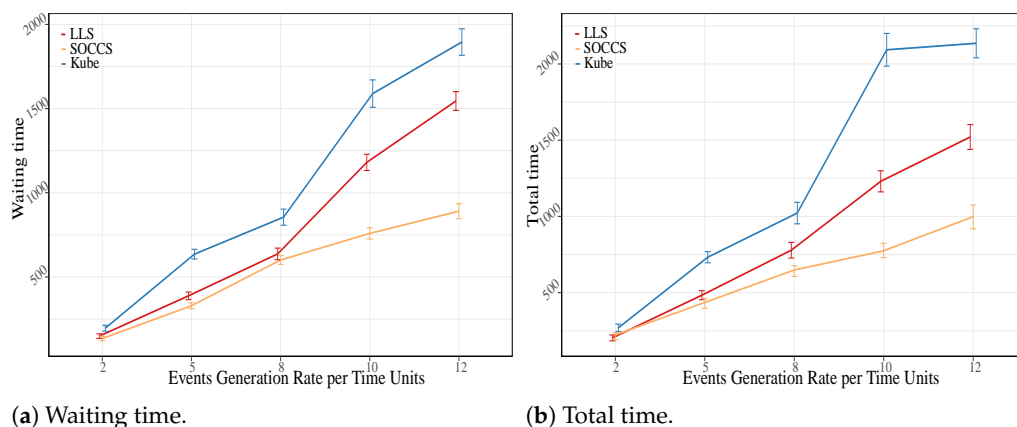 2000
1500
1000
500
Waiting time
LLS
SOCCS
Kube
2 5 8 10 12
Events Generation Rate per Time Units
(a) Waiting time.
2000
1500
1000
500
Total time
LLS
SOCCS
Kube
2 5 8 10 12
Events Generation Rate per Time Units
(b) Total time.